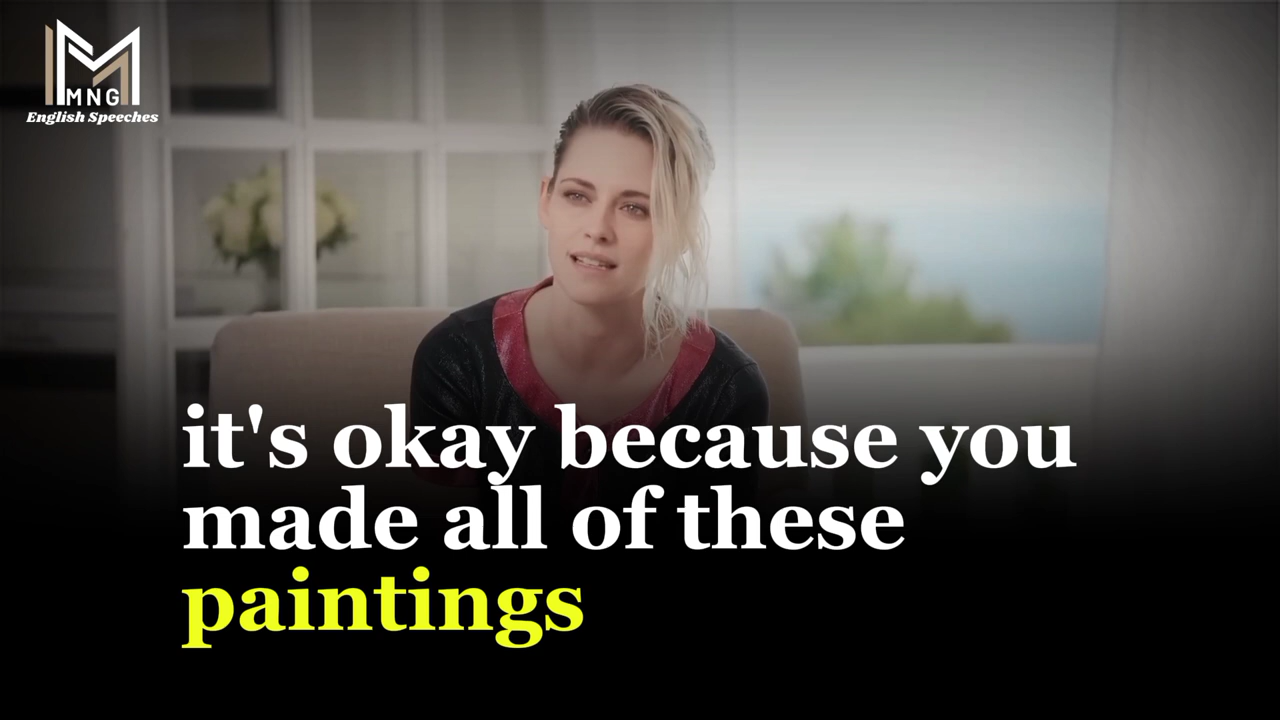 MNG
English Speeches
it's okay because you
made all of these
paintings